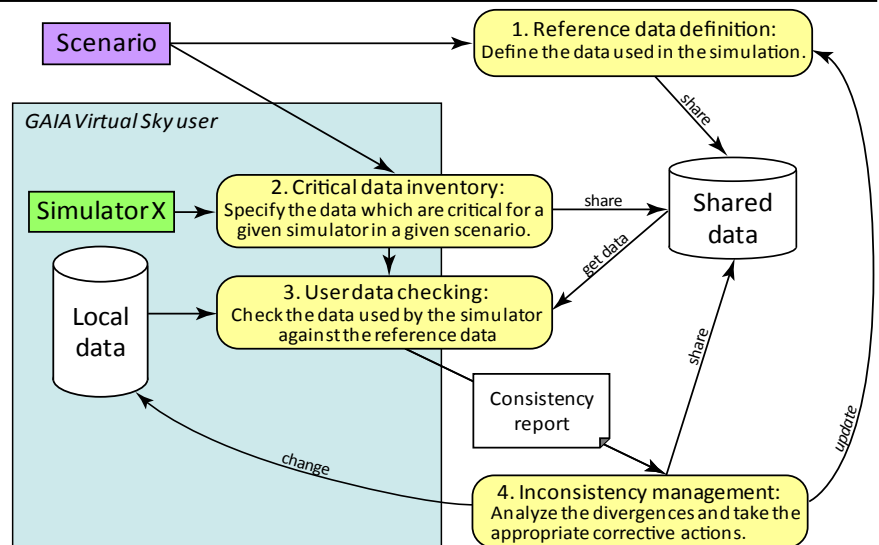 Scenario
1. Reference data definition:
Define the data used in the simulation.
share
GAIA Virtual Sky user
2. Critical data inventory:
Specify the data which are critical for a
given simulator in a given scenario.
Simulator X
share
Shared
data
get data
3. User data checking:
Check the data used by the simulator
against the reference data
Local
data
share
Consistency
report
update
change
4. Inconsistency management:
Analyze the divergences and take the
appropriate corrective actions.